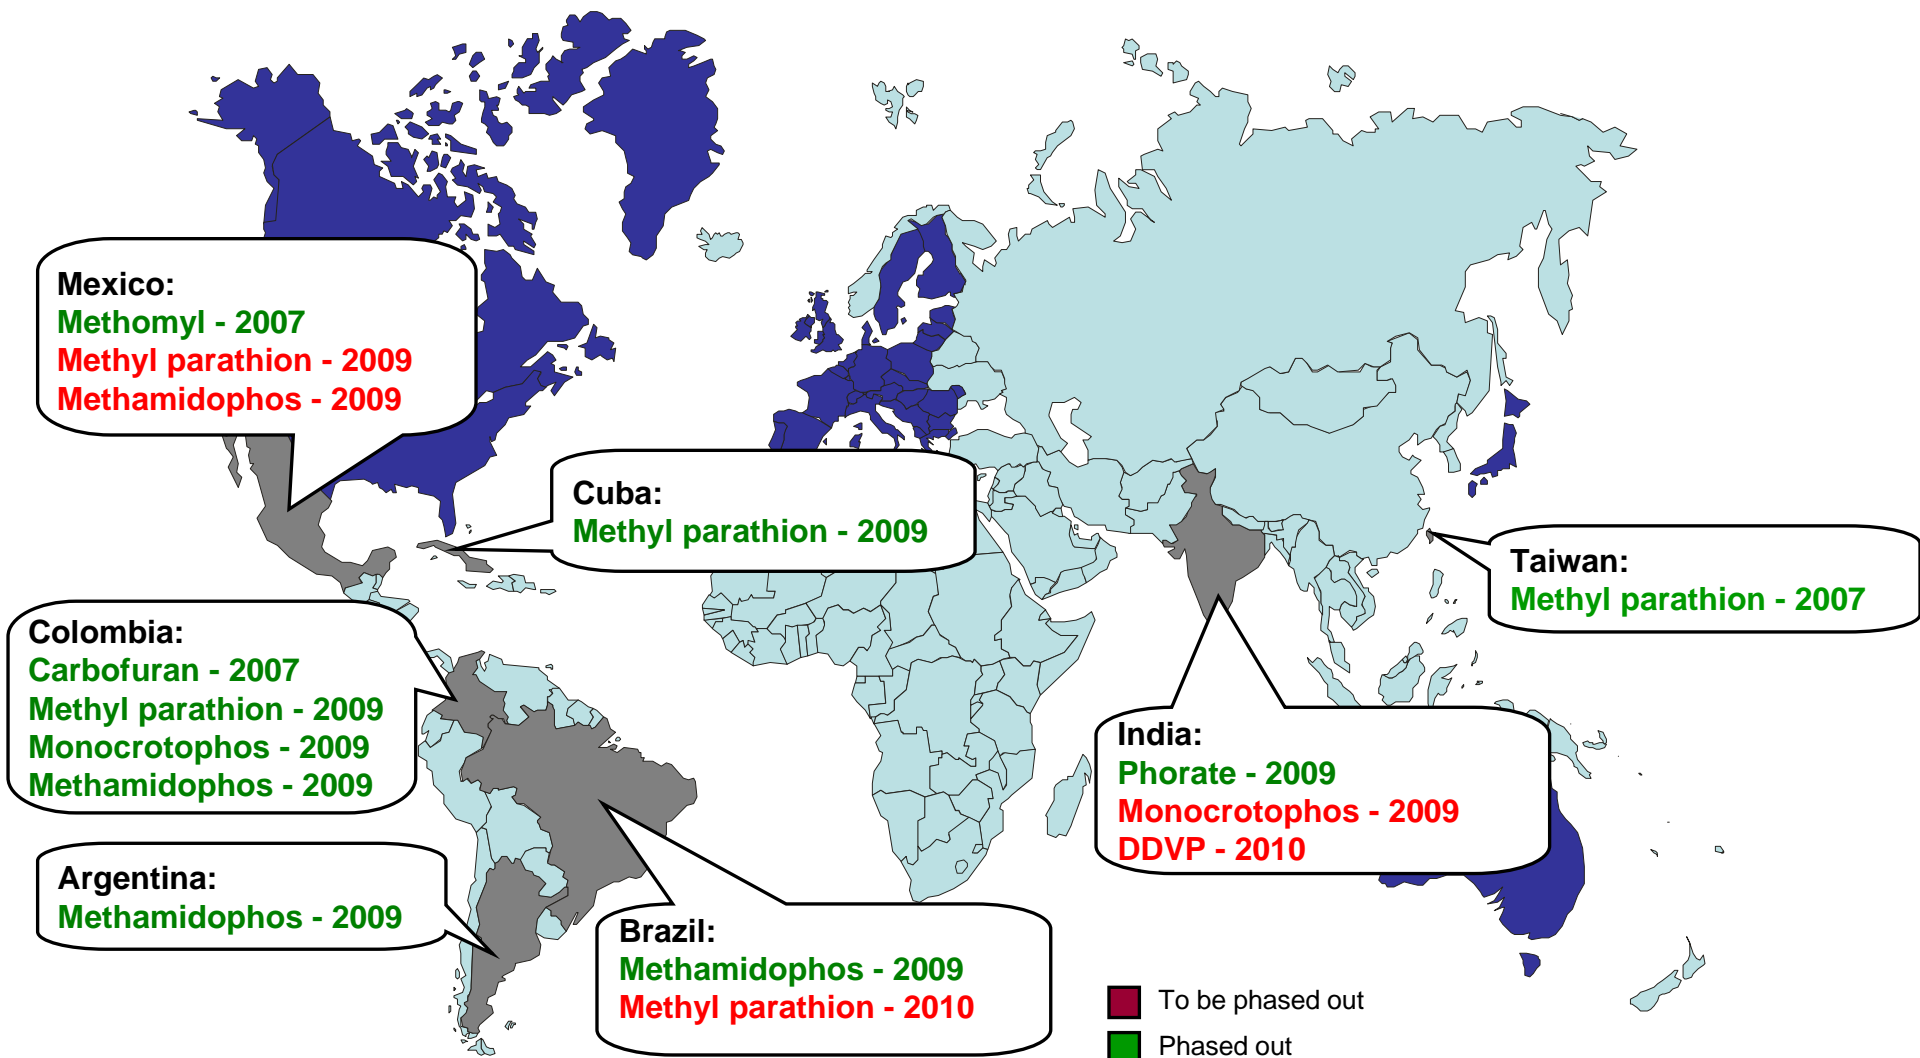 Mexico:
Methomyl - 2007
Methyl parathion - 2009
Methamidophos - 2009
Cuba:
Methyl parathion - 2009
Taiwan:
Methyl parathion - 2007
Colombia:
Carbofuran - 2007
Methyl parathion - 2009
Monocrotophos - 2009
Methamidophos - 2009
India:
Phorate - 2009
Monocrotophos - 2009
DDVP - 2010
Argentina:
Methamidophos - 2009
Brazil:
Methamidophos - 2009
Methyl parathion - 2010
To be phased out
Phased out